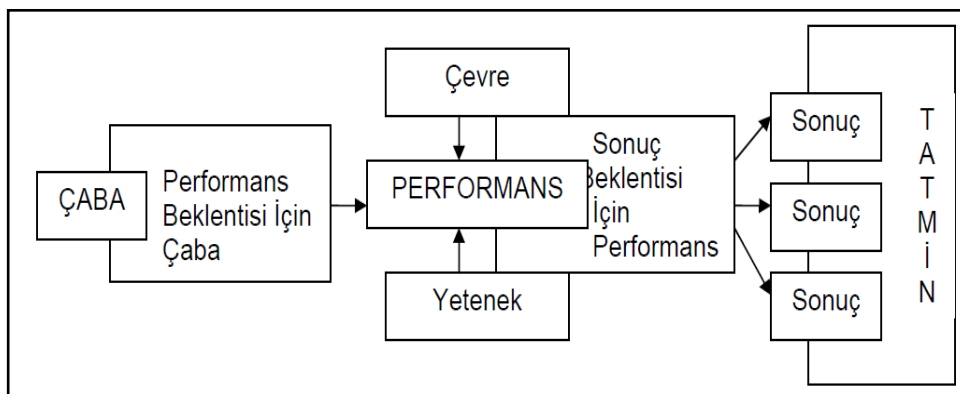 Çevre
ÇABA
Performans
Beklentisi İçin
Çaba
PERFORMANS
Yetenek
Sonuç
Beklentisi
İçin
Performans
Sonuç
Sonuç
Sonuç
T
A
T
M
İ
N